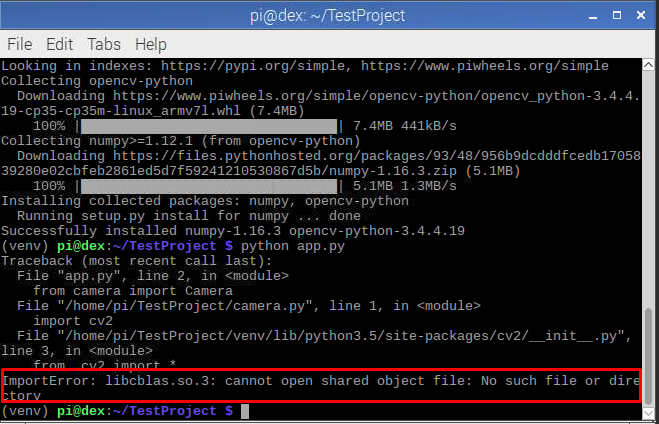 pi@dex: ~/TestProject
File Edit Tabs Help
Looking in indexes: https://pypi.org/simple, https://www.piwheels.org/simple
Collecting opencv-python
  Downloading https://www.piwheels.org/simple/opencv-python/opencv_python-3.4.4.
19-cp35-cp35m-linux_armv7l.whl (7.4MB)
    100% |████████████████████████████████| 7.4MB 441kB/s
Collecting numpy>=1.12.1 (from opencv-python)
  Downloading https://files.pythonhosted.org/packages/93/48/956b9dcdddfcedb17058
39280e02cbfeb2861ed5d7f59241210530867d5b/numpy-1.16.3.zip (5.1MB)
    100% |████████████████████████████████| 5.1MB 1.3MB/s
Installing collected packages: numpy, opencv-python
  Running setup.py install for numpy ... done
Successfully installed numpy-1.16.3 opencv-python-3.4.4.19
(venv) pi@dex:~/TestProject $ python app.py
Traceback (most recent call last):
  File "app.py", line 2, in <module>
    from camera import Camera
  File "/home/pi/TestProject/camera.py", line 1, in <module>
    import cv2
  File "/home/pi/TestProject/venv/lib/python3.5/site-packages/cv2/__init__.py",
line 3, in <module>
    from .cv2 import *
ImportError: libcblas.so.3: cannot open shared object file: No such file or dire
ctory
(venv) pi@dex:~/TestProject $